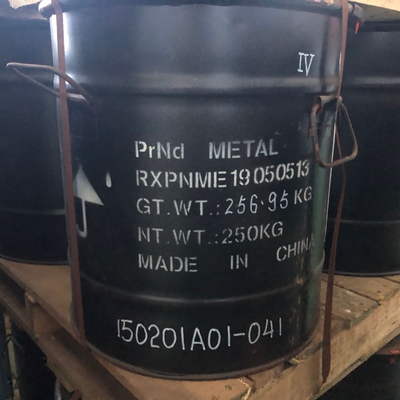 IV
PrNd METAL
RXPNME19050513
GT.WT.:256.95KG
NT.WT.:250KG
MADE IN CHINA
150201A01-041